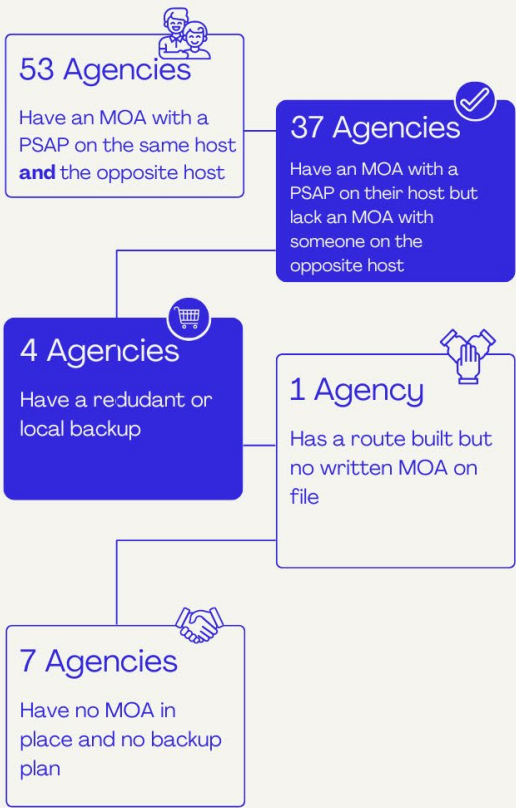 53 Agencies
Have an MOA with a
PSAP on the same host
and the opposite host
37 Agencies
Have an MOA with a
PSAP on their host but
lack an MOA with
someone on the
opposite host
4 Agencies
Have a redudant or
local backup
1 Agency
Has a route built but
no written MOA on
file
7 Agencies
Have no MOA in
place and no backup
plan